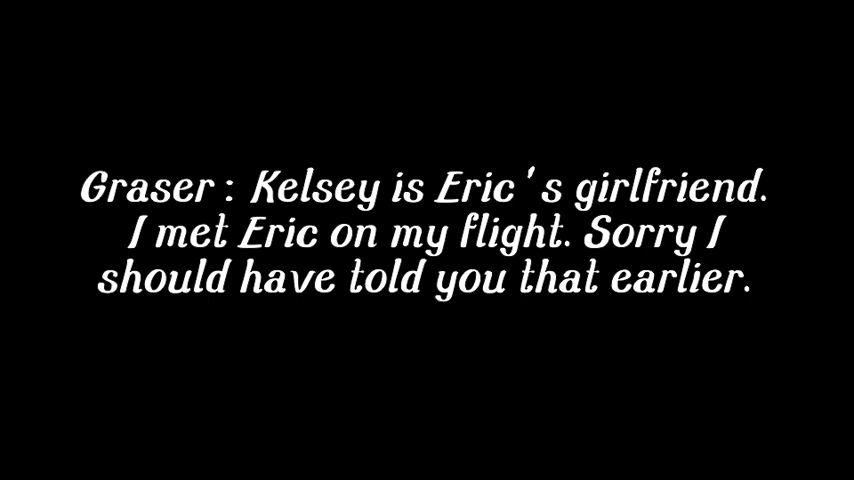 Graser : Kelsey is Eric's girlfriend.
I met Eric on my flight. Sorry I
should have told you that earlier.